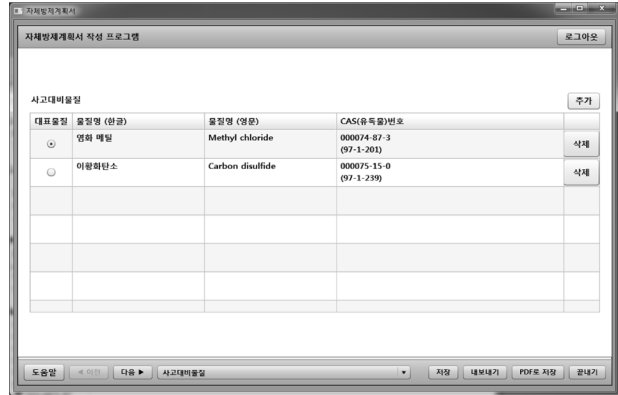 자체방제계획서
자체방제계획서 작성 프로그램
로그아웃
사고대비물질
추가
대표물질 물질명 (한글) 물질명 (영문) CAS(유독물)번호
염화 메틸 Methyl chloride 000074-87-3
(97-1-201)
삭제
이황화탄소 Carbon disulfide 000075-15-0
(97-1-239)
삭제
도움말 ◀ 이전 다음 ▶ 사고대비물질 ▼ 저장 내보내기 PDF로 저장 끝내기